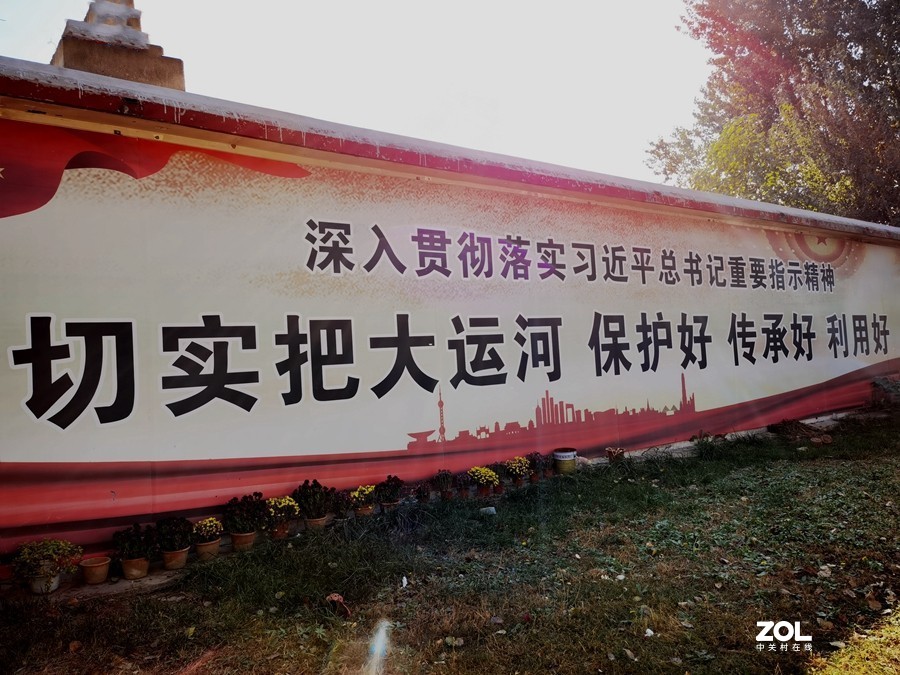 深入贯彻落实习近平总书记重要指示精神
切实把大运河 保护好 传承好 利用好
ZOL
中关村在线